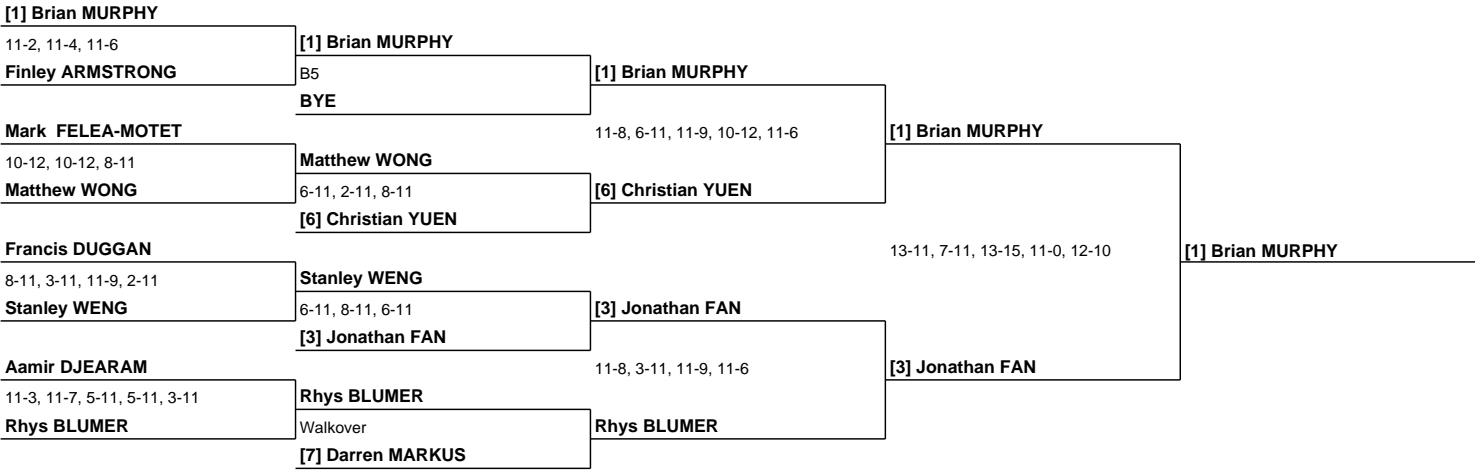 [1] Brian MURPHY
11-2, 11-4, 11-6
Finley ARMSTRONG
[1] Brian MURPHY
B5
BYE
[1] Brian MURPHY
Mark  FELEA-MOTET
10-12, 10-12, 8-11
Matthew WONG
Matthew WONG
6-11, 2-11, 8-11
[6] Christian YUEN
11-8, 6-11, 11-9, 10-12, 11-6
[6] Christian YUEN
[1] Brian MURPHY
Francis DUGGAN
8-11, 3-11, 11-9, 2-11
Stanley WENG
Stanley WENG
6-11, 8-11, 6-11
[3] Jonathan FAN
[3] Jonathan FAN
13-11, 7-11, 13-15, 11-0, 12-10
[1] Brian MURPHY
Aamir DJEARAM
11-3, 11-7, 5-11, 5-11, 3-11
Rhys BLUMER
Rhys BLUMER
Walkover
[7] Darren MARKUS
11-8, 3-11, 11-9, 11-6
Rhys BLUMER
[3] Jonathan FAN